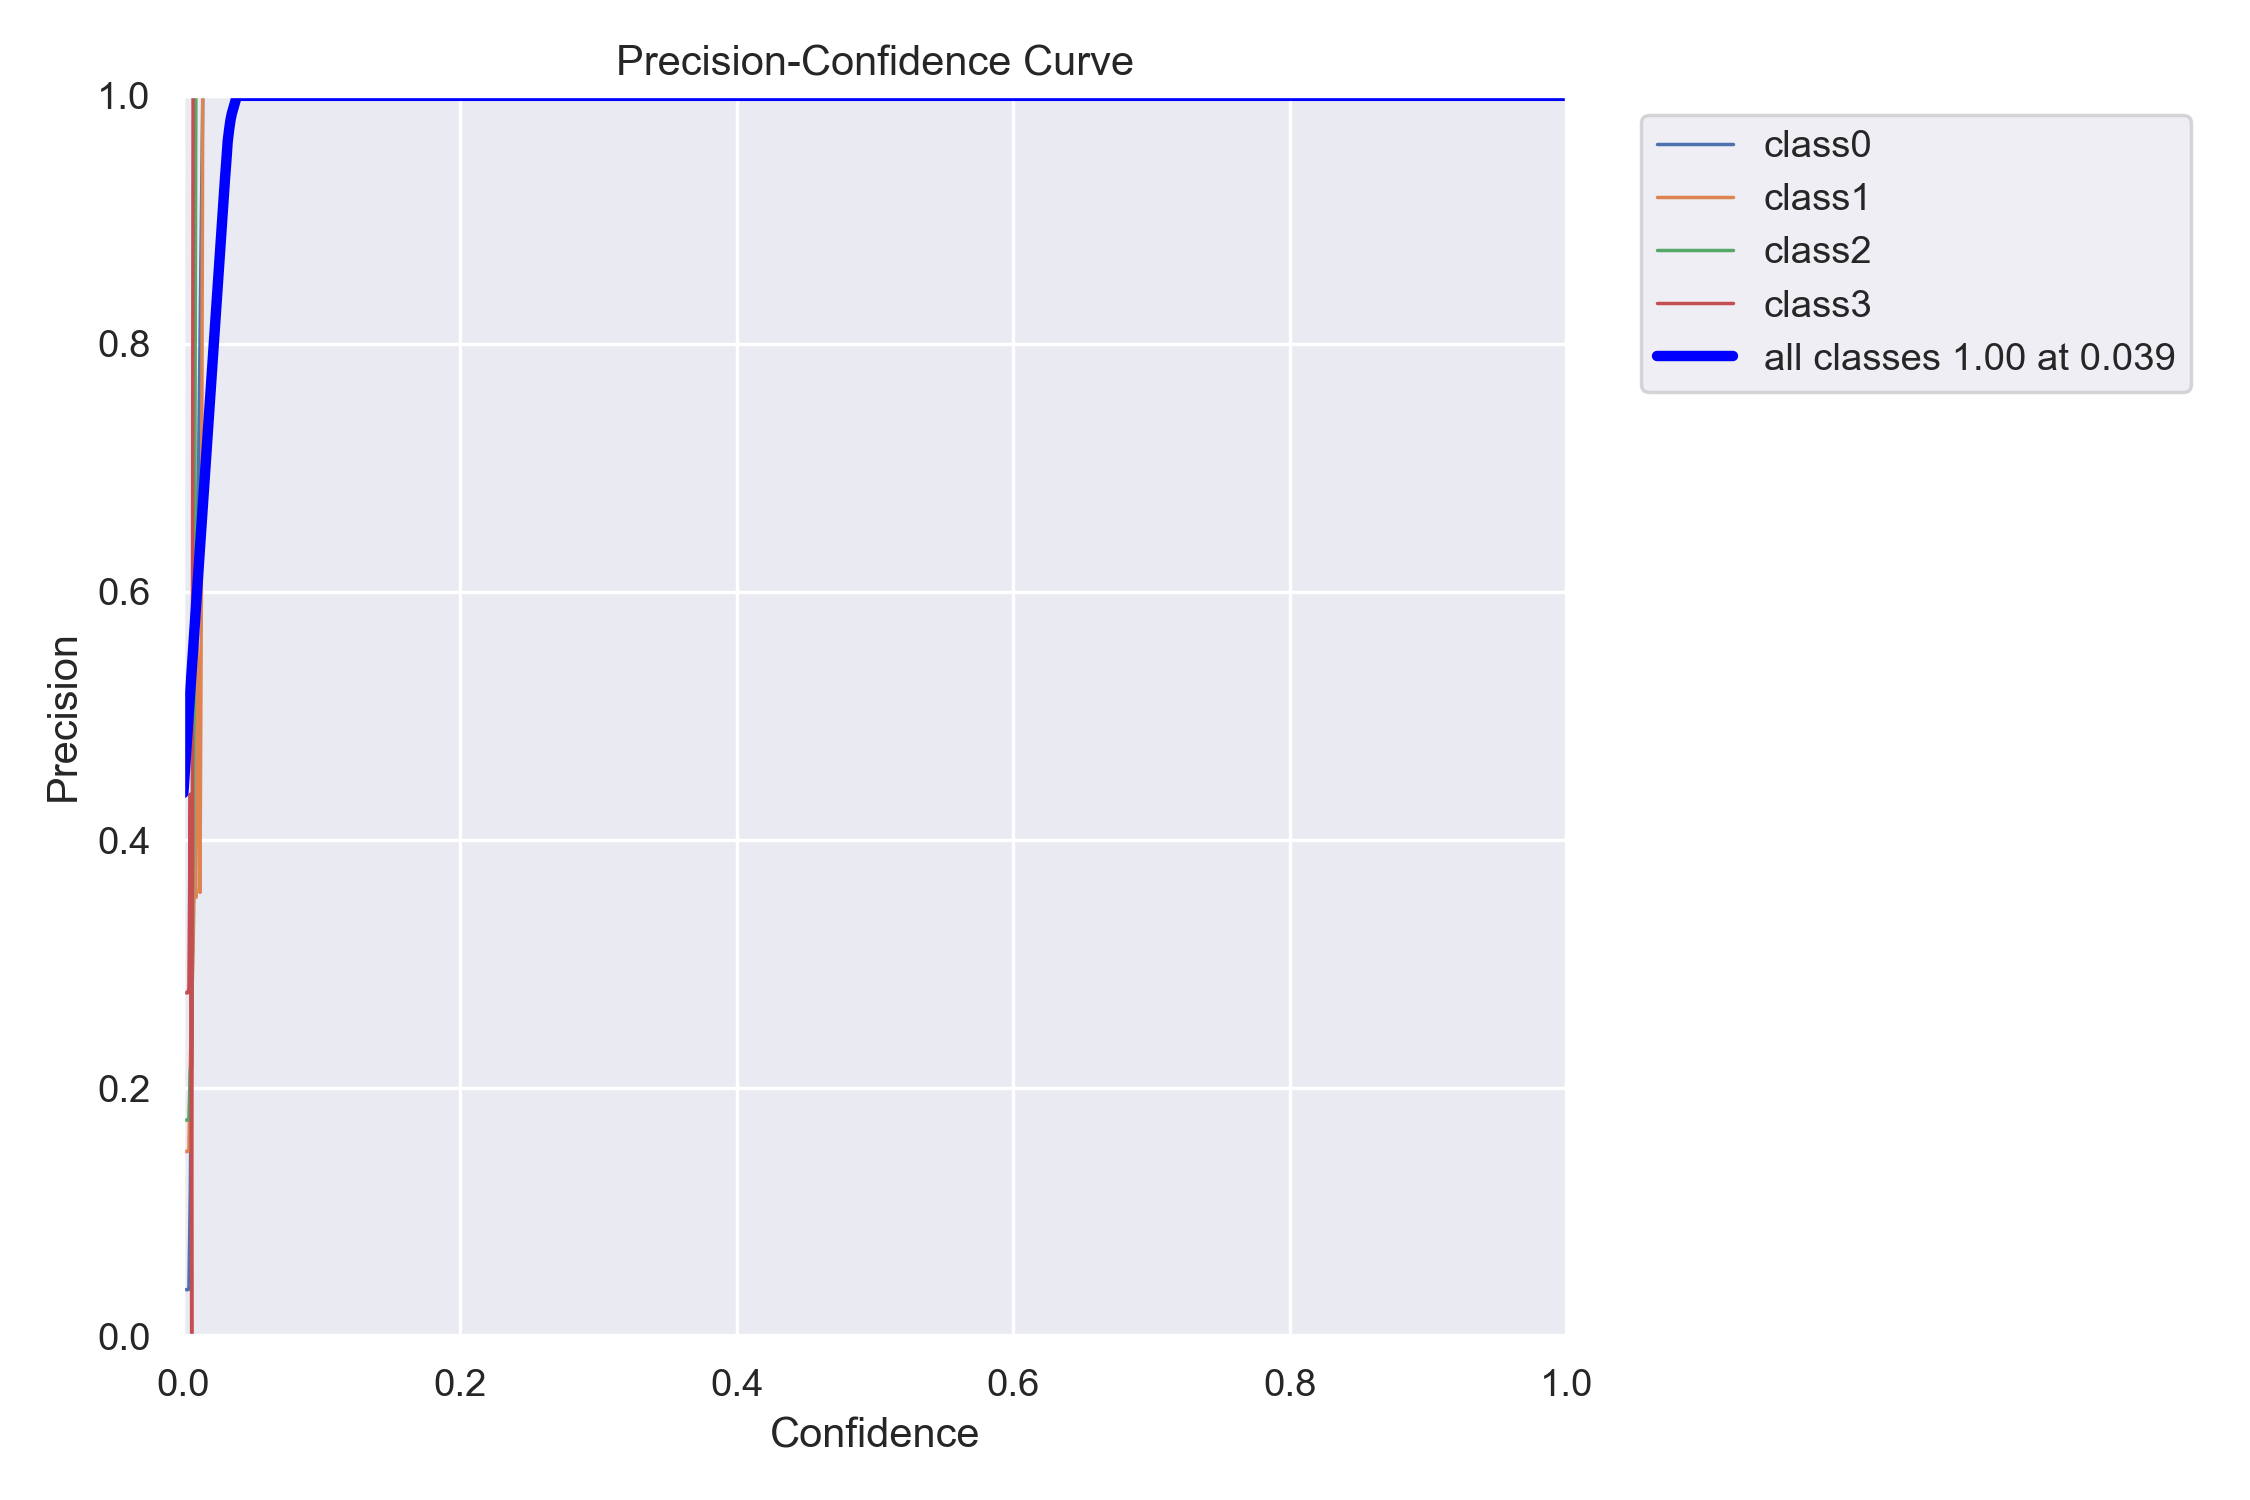 Precision-Confidence Curve
1.0
0.8
0.6
0.4
0.2
0.0
Precision
0.0 0.2 0.4 0.6 0.8 1.0
Confidence
class0
class1
class2
class3
all classes 1.00 at 0.039